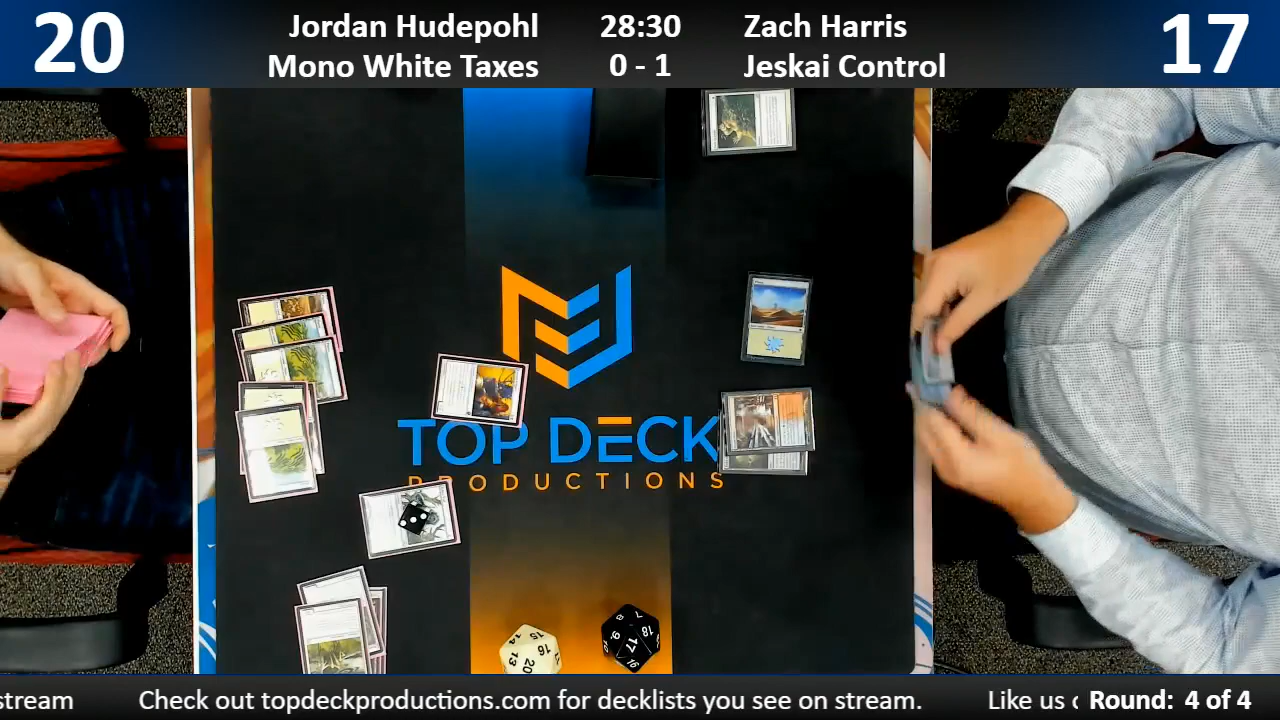 20
Jordan Hudepohl
28:30
Zach Harris
17
Mono White Taxes
0 - 1
Jeskai Control
TOP DECK
PRODUCTIONS
stream
Check out topdeckproductions.com for decklists you see on stream.
Like us
Round: 4 of 4